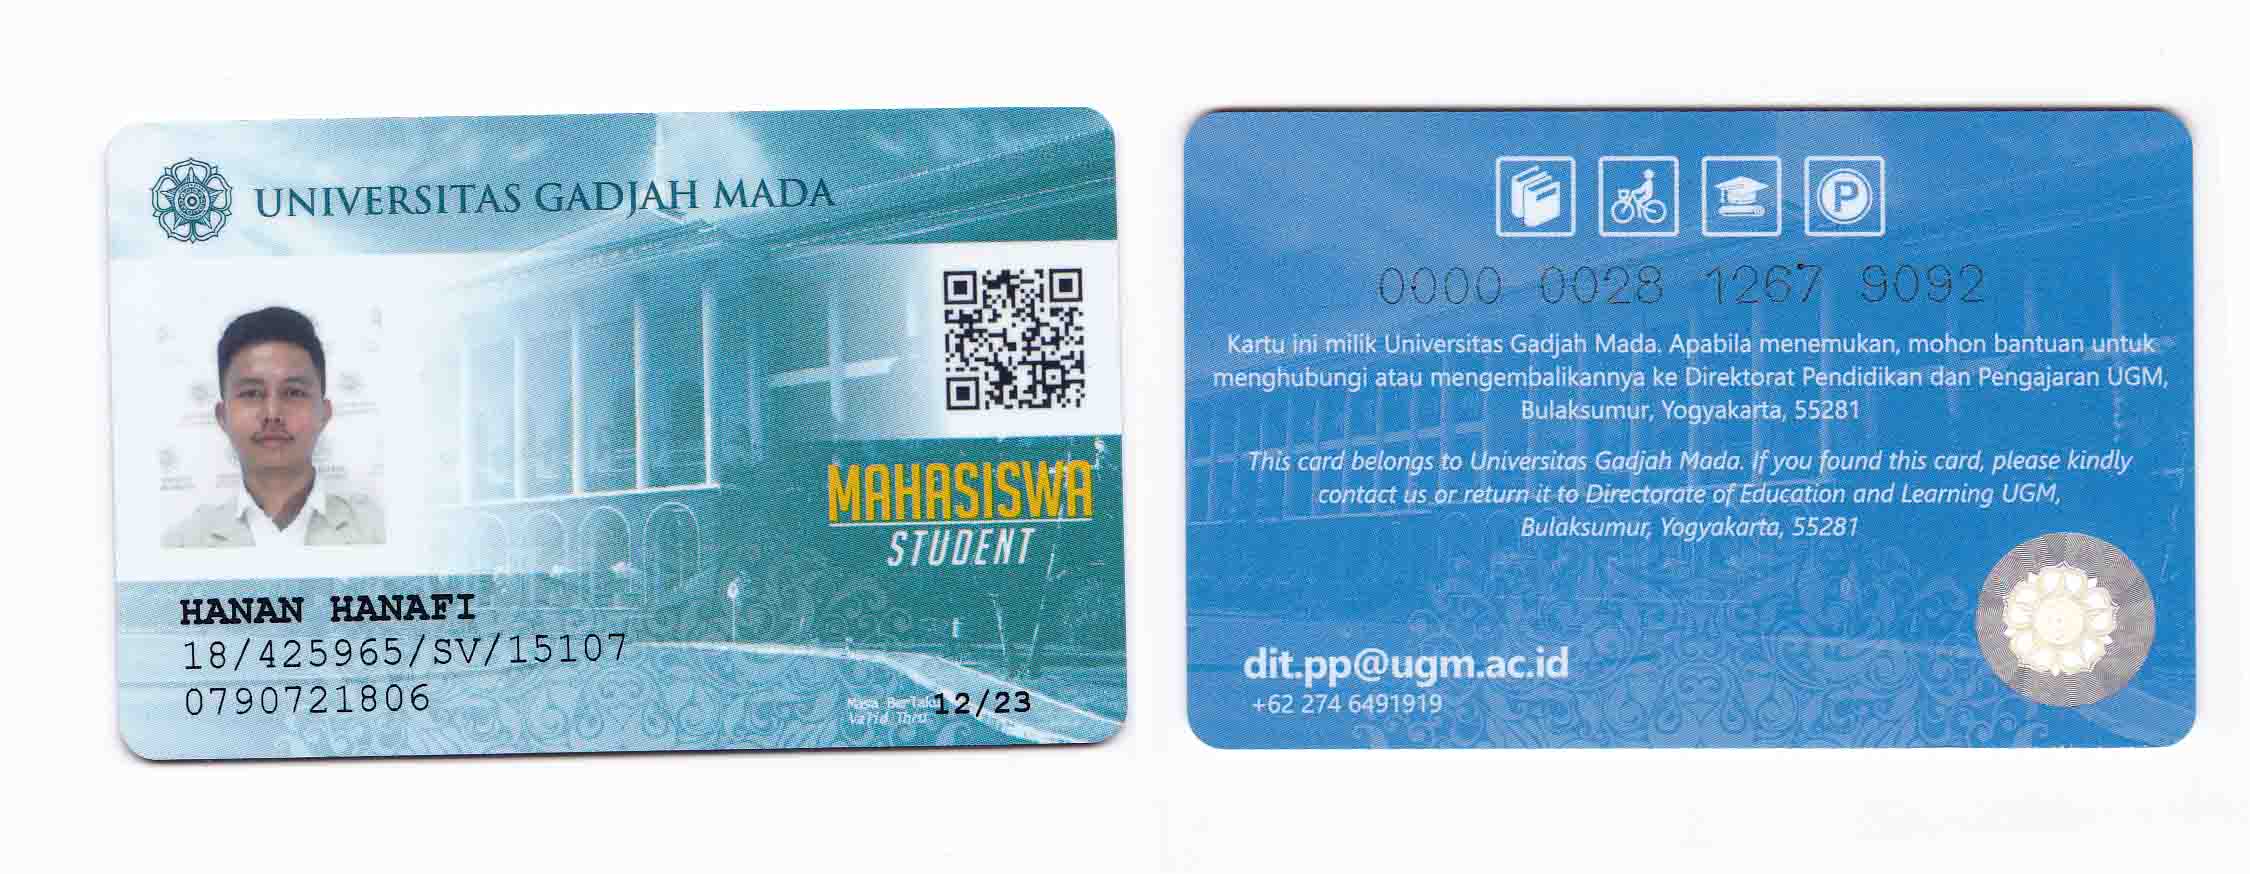 UNIVERSITAS GADJAH MADA
MAHASISWA
STUDENT
HANAN HANAFI
18/425965/SV/15107
0790721806
Masa Berlaku
Valid Thru
12/23
P
0000 0028 1267 9092
Kartu ini milik Universitas Gadjah Mada. Apabila menemukan, mohon bantuan untuk
menghubungi atau mengembalikannya ke Direktorat Pendidikan dan Pengajaran UGM,
Bulaksumur, Yogyakarta, 55281
This card belongs to Universitas Gadjah Mada. If you found this card, please kindly
contact us or return it to Directorate of Education and Learning UGM,
Bulaksumur, Yogyakarta, 55281
dit.pp@ugm.ac.id
+62 274 6491919